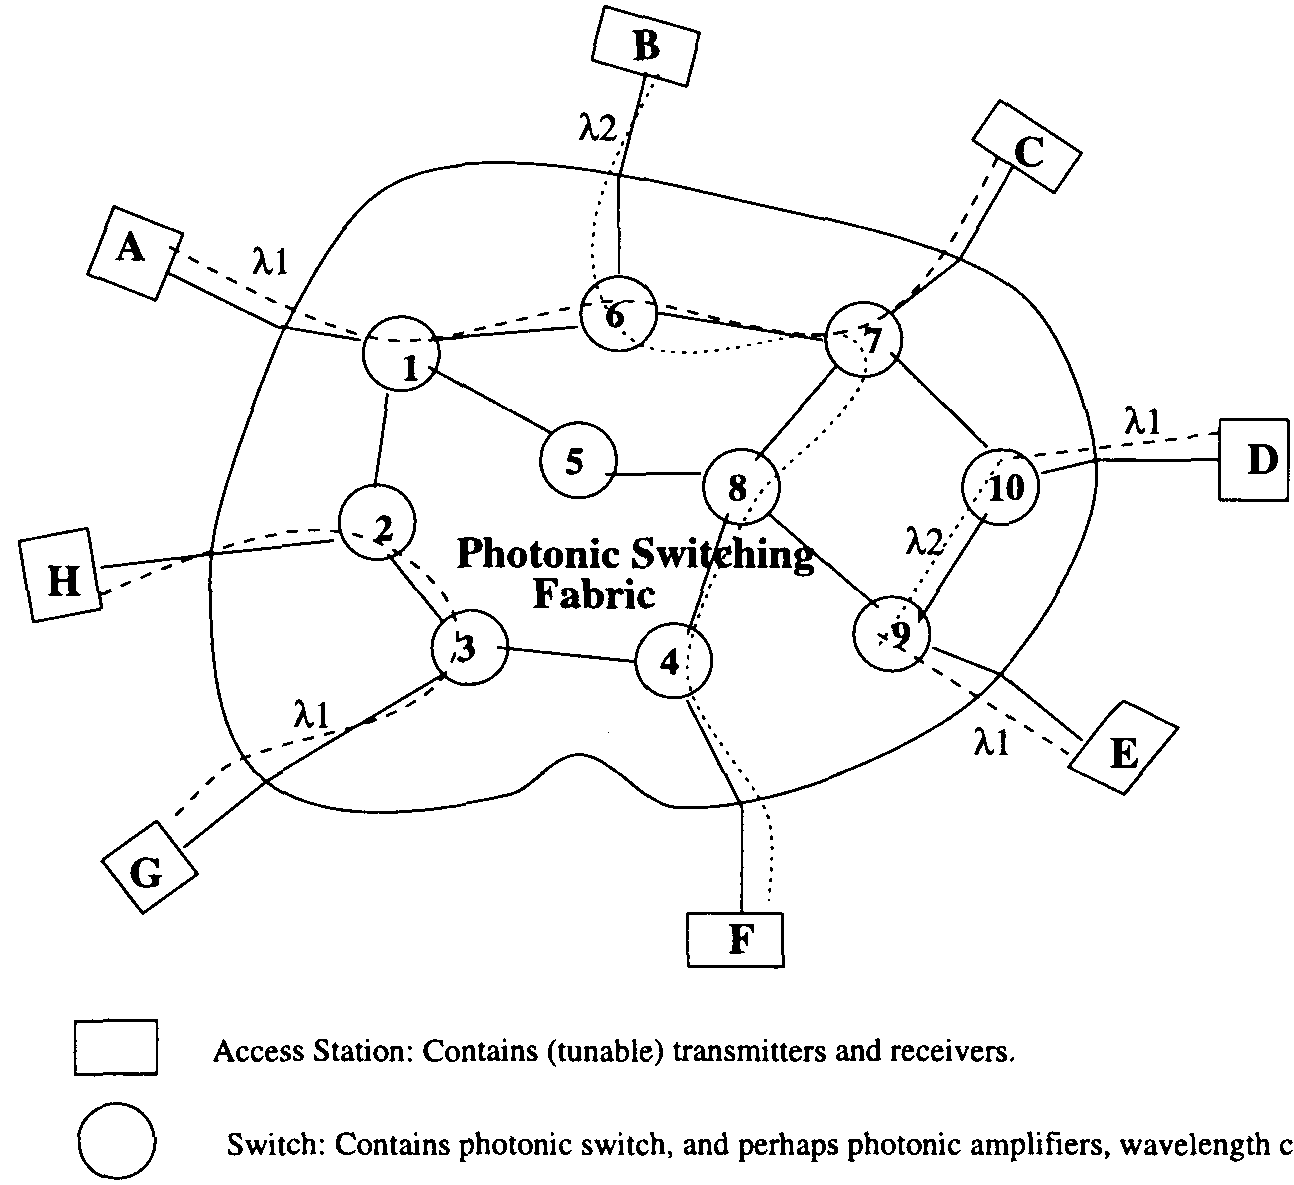 B
λ2
C
A
λ1
6
7
1
λ1
D
5
8
10
2
Photonic Switching
λ2
H
Fabric
3
4
9
λ1
λ1
E
G
F
Access Station: Contains (tunable) transmitters and receivers.
Switch: Contains photonic switch, and perhaps photonic amplifiers, wavelength c